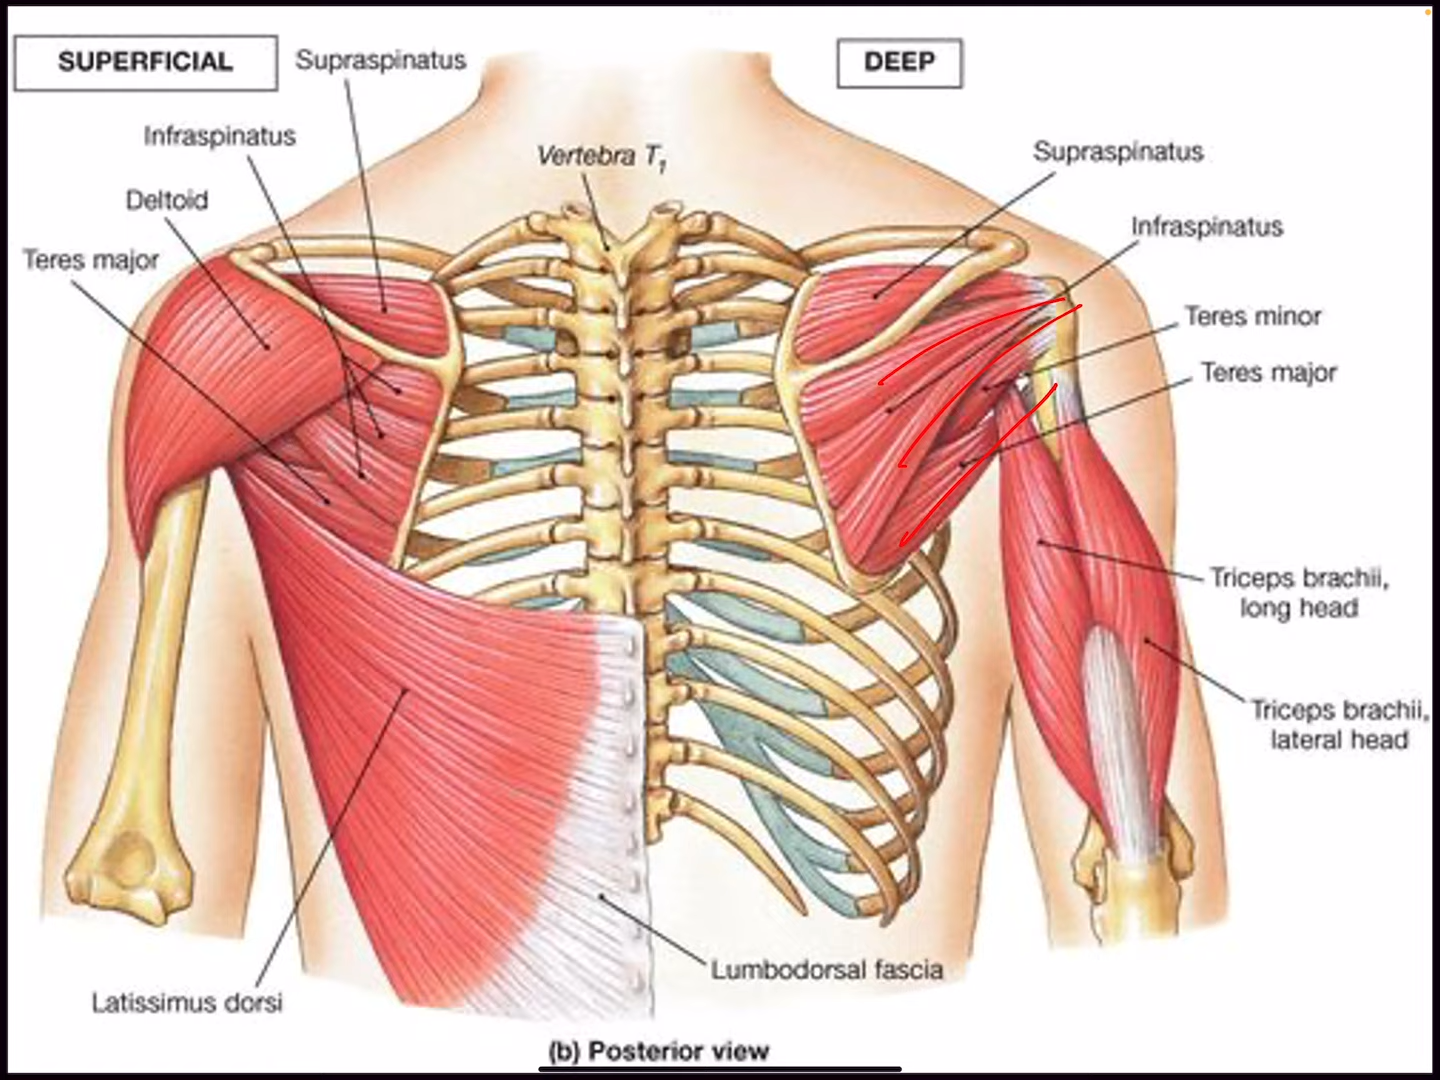 SUPERFICIAL
Supraspinatus
DEEP
Infraspinatus
Vertebra T1
Supraspinatus
Deltoid
Infraspinatus
Teres major
Teres minor
Teres major
Triceps brachii,
long head
Triceps brachii,
lateral head
Lumbodorsal fascia
Latissimus dorsi
(b) Posterior view